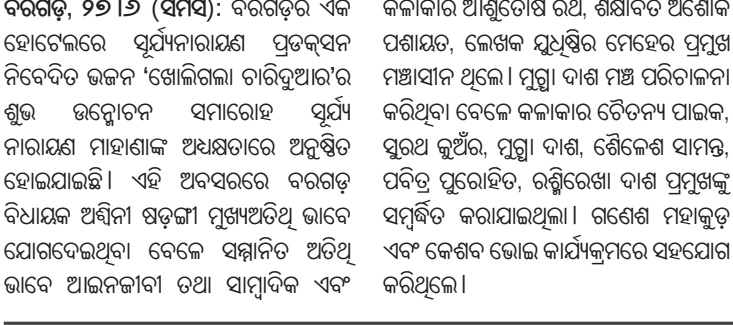 ବରଗଡ଼, ୨୭।୬ (ସମିସ): ବରଗଡ଼ର ଏକ
ହୋଟେଲରେ ସୂର୍ଯ୍ୟନାରାୟଣ ପ୍ରଡକ୍‌ସନ
ନିବେଦିତ ଭଜନ ‘ଖୋଲିଗଲା ଚାରିଦୁଆର’ର
ଶୁଭ ଉନ୍ମୋଚନ ସମାରୋହ ସୂର୍ଯ୍ୟ
ନାରାୟଣ ମାହାଣାଙ୍କ ଅଧ୍ୟକ୍ଷତାରେ ଅନୁଷ୍ଠିତ
ହୋଇଯାଇଛି। ଏହି ଅବସରରେ ବରଗଡ଼
ବିଧାୟକ ଅଶ୍ୱିନୀ ଷଡ଼ଙ୍ଗୀ ମୁଖ୍ୟଅତିଥି ଭାବେ
ଯୋଗଦେଇଥିବା ବେଳେ ସମ୍ମାନିତ ଅତିଥି
ଭାବେ ଆଇନଜୀବୀ ତଥା ସାମ୍ବାଦିକ ଏବଂ
କଳାକାର ଆଶୁତୋଷ ରଥ, ଶିକ୍ଷାବିତ ଅଶୋକ
ପଶାୟତ, ଲେଖକ ଯୁଧିଷ୍ଠିର ମେହେର ପ୍ରମୁଖ
ମଞ୍ଚାସୀନ ଥିଲେ। ମୁଗ୍ଧା ଦାଶ ମଞ୍ଚ ପରିଚାଳନା
କରିଥିବା ବେଳେ କଳାକାର ଚୈତନ୍ୟ ପାଇକ,
ସୁରଥ କୁଅଁର, ମୁଗ୍ଧା ଦାଶ, ଶୈଳେଶ ସାମନ୍ତ,
ପବିତ୍ର ପୁରୋହିତ, ରଶ୍ମିରେଖା ଦାଶ ପ୍ରମୁଖଙ୍କୁ
ସମ୍ବର୍ଦ୍ଧିତ କରାଯାଇଥିଲା। ଗଣେଶ ମହାକୁଡ଼
ଏବଂ କେଶବ ଭୋଇ କାର୍ଯ୍ୟକ୍ରମରେ ସହଯୋଗ
କରିଥିଲେ।